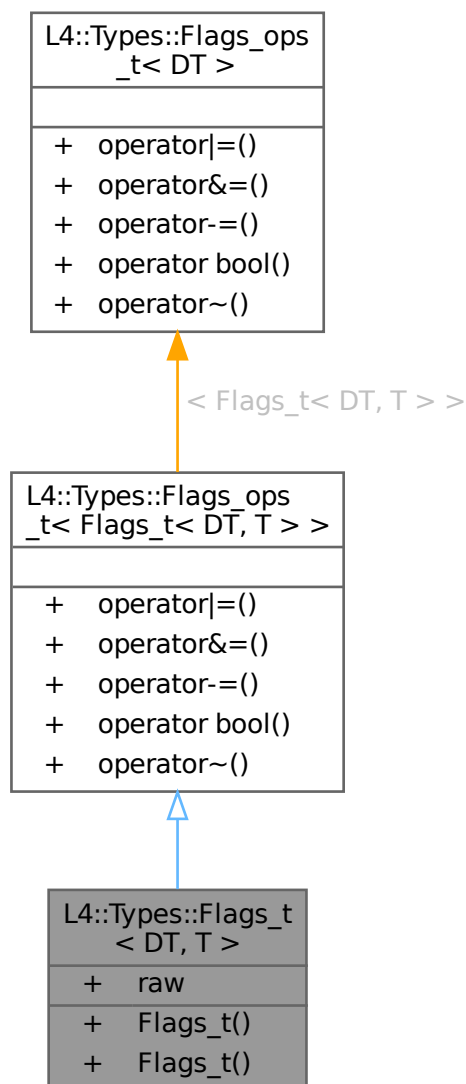 L4::Types::Flags_ops
_t< DT >
+ operator|=()
+ operator&=()
+ operator-=()
+ operator bool()
+ operator~()
< Flags_t< DT, T > >
L4::Types::Flags_ops
_t< Flags_t< DT, T > >
+ operator|=()
+ operator&=()
+ operator-=()
+ operator bool()
+ operator~()
L4::Types::Flags_t
< DT, T >
+ raw
+ Flags_t()
+ Flags_t()